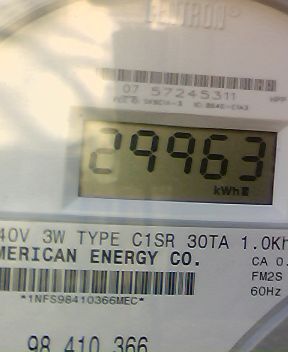 CENTRON®
07 57245311
29963
kWh
40V 3W TYPE C1SR 30TA 1.0Kh
MERICAN ENERGY CO.
CA 0.
FM2S
60Hz
*1NFS98410366MEC*
98 410 366